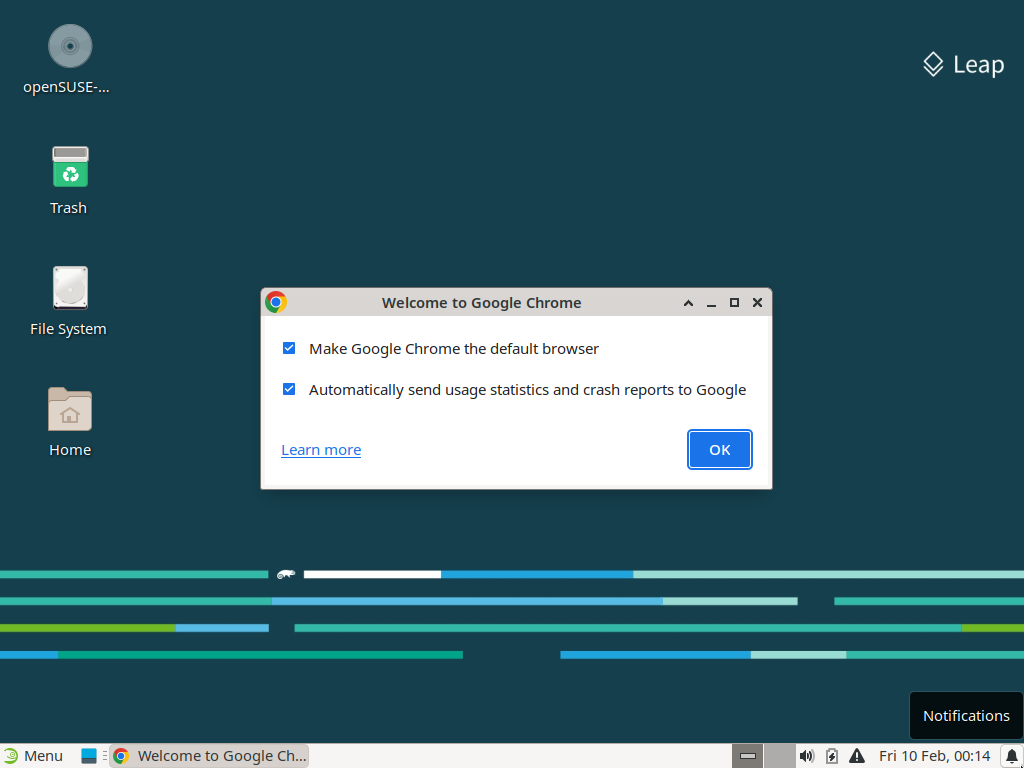 openSUSE-...
Leap
Trash
File System
Home
Welcome to Google Chrome
Make Google Chrome the default browser
Automatically send usage statistics and crash reports to Google
Learn more
OK
Notifications
Menu
Welcome to Google Ch...
Fri 10 Feb, 00:14